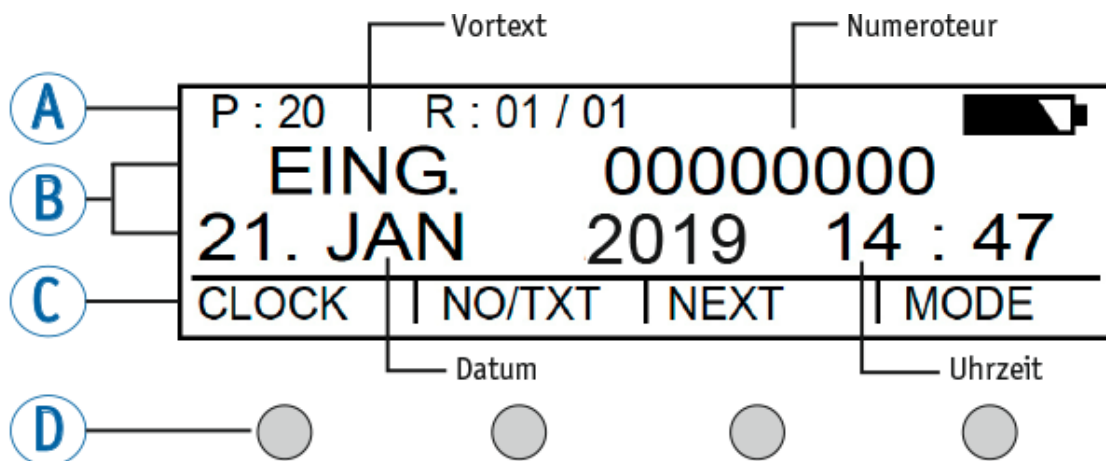 Vortext Numeroteur
A P : 20 R : 01 / 01
EING. 00000000
B
21. JAN 2019 14 : 47
C CLOCK NO/TXT NEXT MODE
Datum Uhrzeit
D